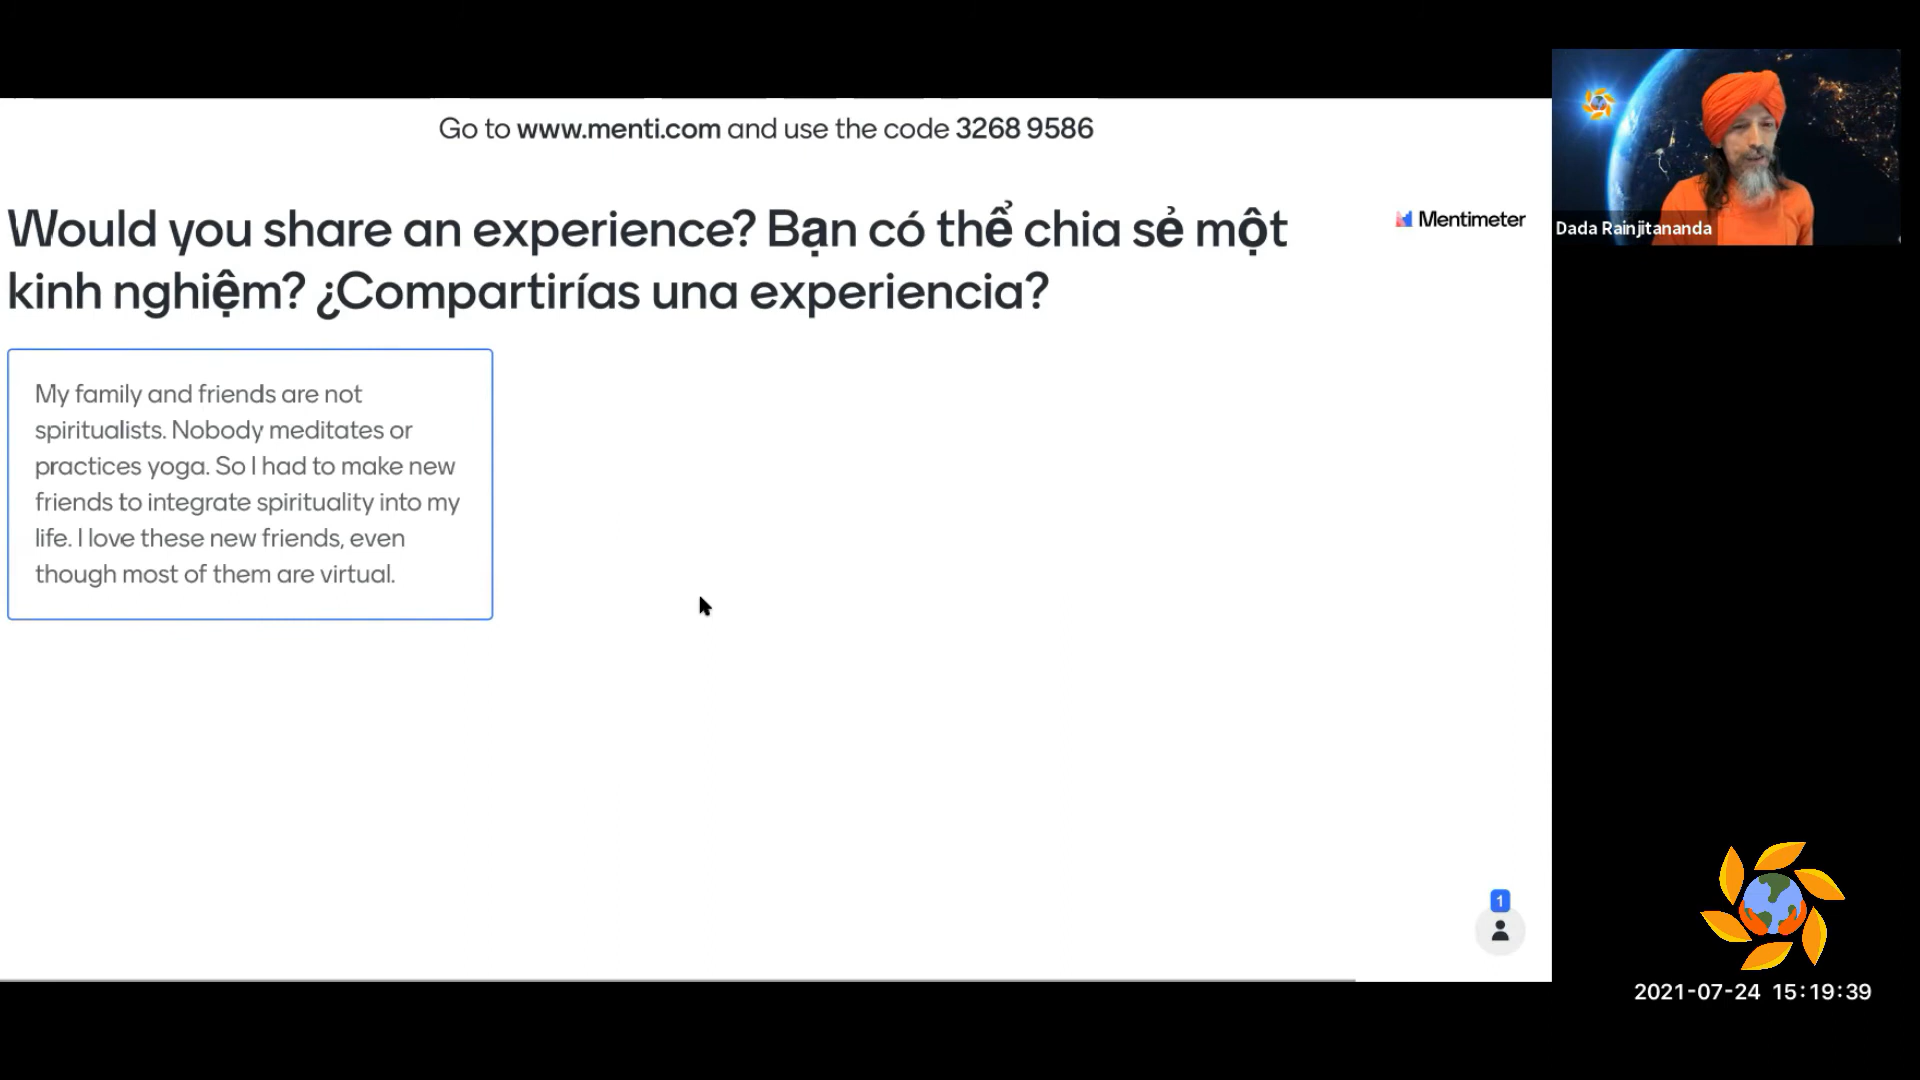 Go to www.menti.com and use the code 3268 9586
Would you share an experience? Bạn có thể chia sẻ một
kinh nghiệm? ¿Compartirías una experiencia?
Mentimeter
Dada Rainjitananda
My family and friends are not
spiritualists. Nobody meditates or
practices yoga. So I had to make new
friends to integrate spirituality into my
life. I love these new friends, even
though most of them are virtual.
1
2021-07-24 15:19:39